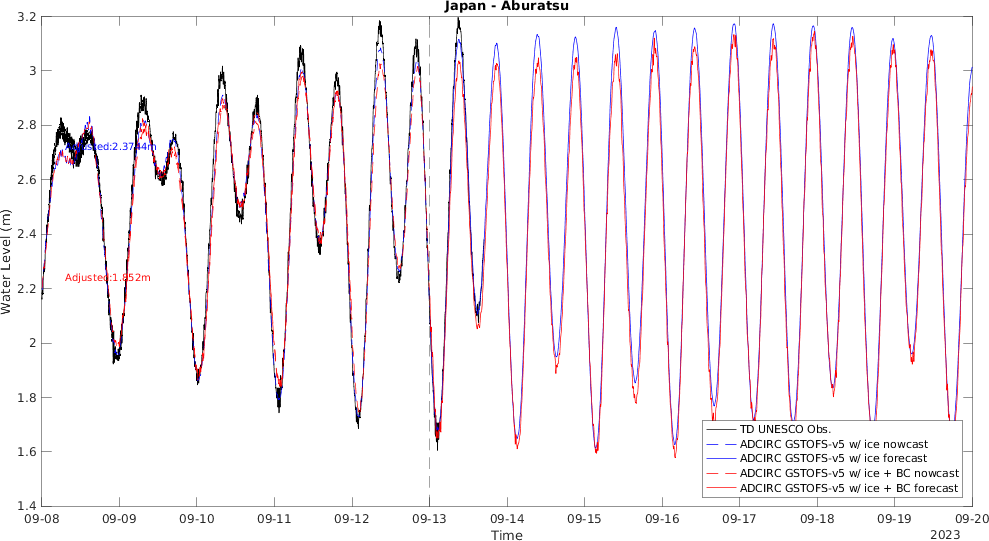 Japan - Aburatsu
3.2
3
2.8
2.6
2.4
2.2
2
1.8
1.6
1.4
Water Level (m)
Adjusted:2.3744m
Adjusted:1.852m
TD UNESCO Obs.
ADCIRC GSTOFS-v5 w/ ice nowcast
ADCIRC GSTOFS-v5 w/ ice forecast
ADCIRC GSTOFS-v5 w/ ice + BC nowcast
ADCIRC GSTOFS-v5 w/ ice + BC forecast
09-08 09-09 09-10 09-11 09-12 09-13 09-14 09-15 09-16 09-17 09-18 09-19 09-20
Time
2023